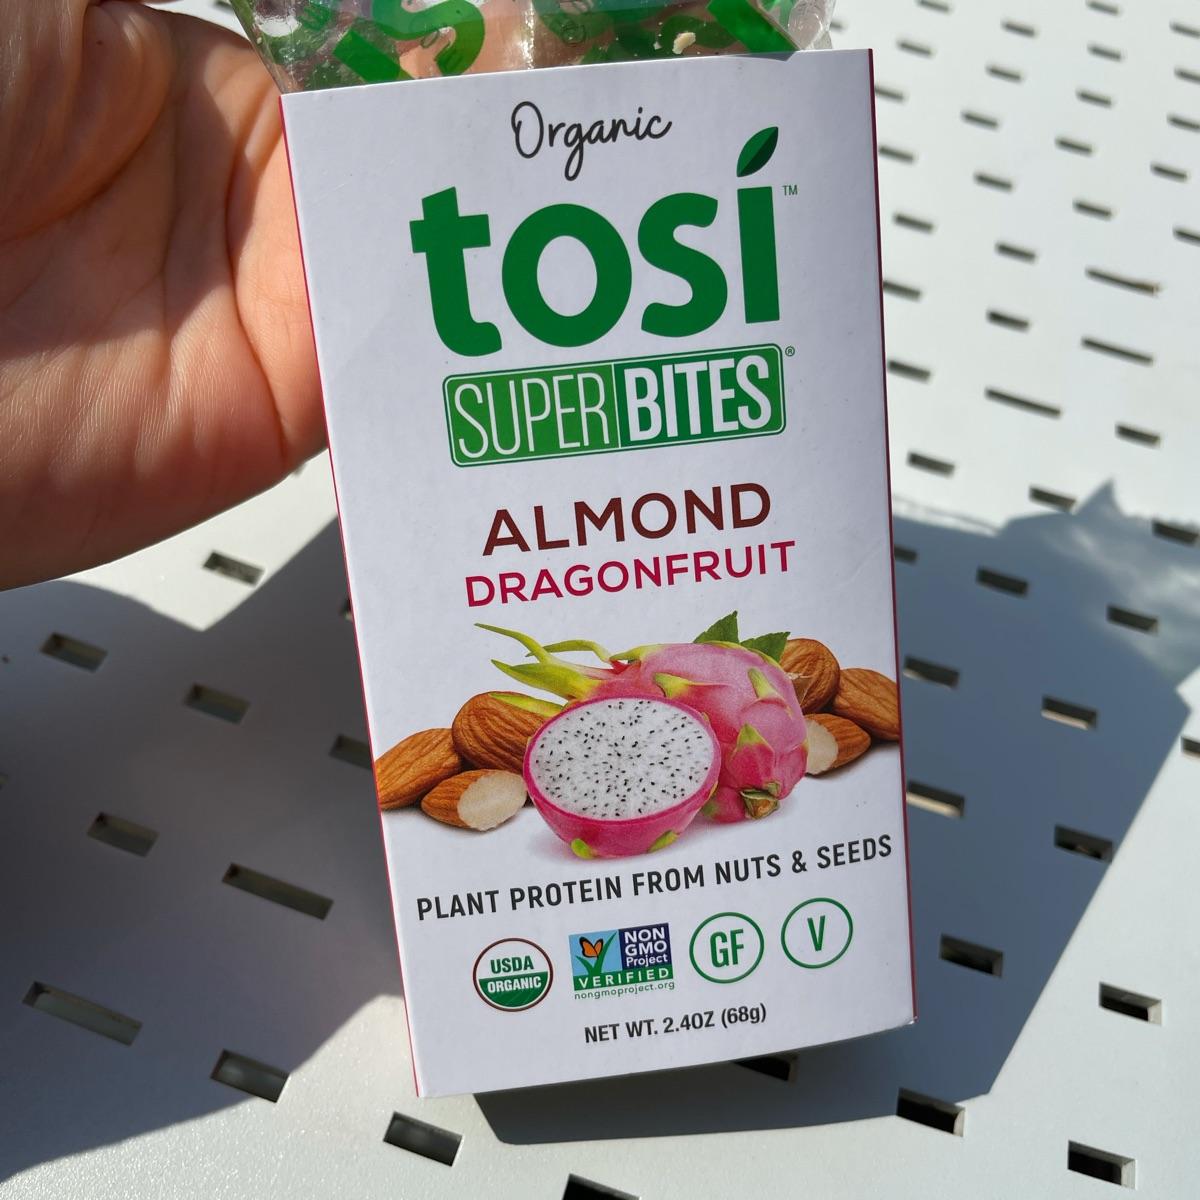 Organic
tosi™
SUPER BITES®
ALMOND
DRAGONFRUIT
PLANT PROTEIN FROM NUTS & SEEDS
USDA
ORGANIC
NON
GMO
Project
VERIFIED
nongmoproject.org
GF
V
NET WT. 2.4OZ (68g)